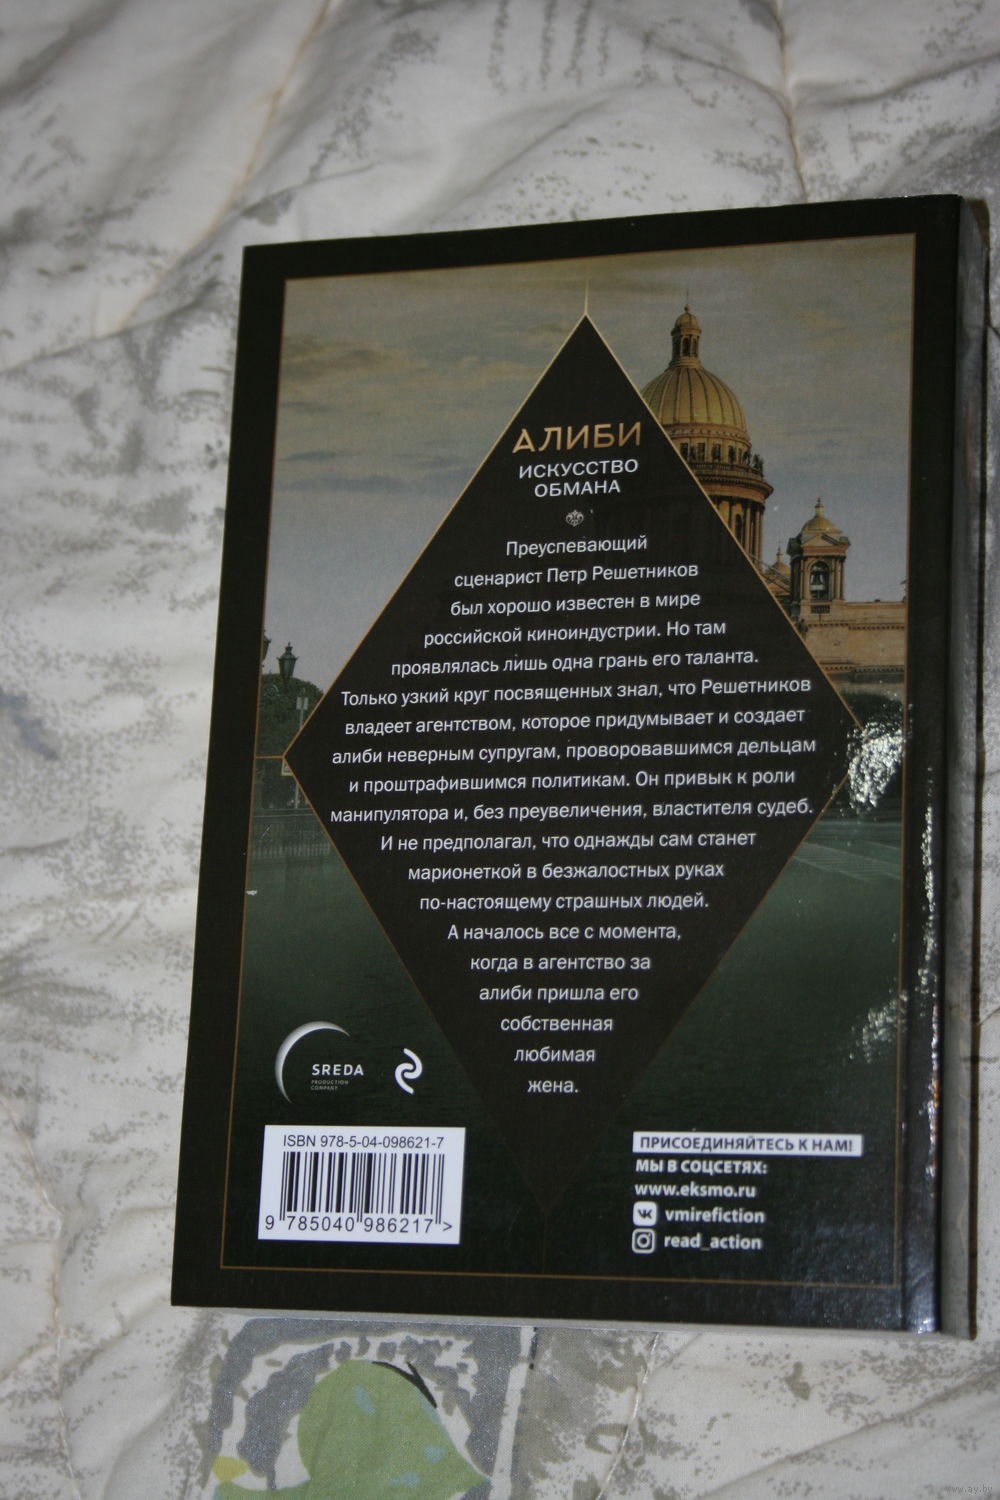 АЛИБИ
ИСКУССТВО
ОБМАНА
Преуспевающий
сценарист Петр Решетников
был хорошо известен в мире
российской киноиндустрии. Но там
проявлялась лишь одна грань его таланта.
Только узкий круг посвященных знал, что Решетников
владеет агентством, которое придумывает и создает
алиби неверным супругам, проворовавшимся дельцам
и проштрафившимся политикам. Он привык к роли
манипулятора и, без преувеличения, властителя судеб.
И не предполагал, что однажды сам станет
марионеткой в безжалостных руках
по-настоящему страшных людей.
А началось все с момента,
когда в агентство за
алиби пришла его
собственная
любимая
жена.
SREDA
PRODUCTION
COMPANY
ISBN 978-5-04-098621-7
9 785040 986217 >
ПРИСОЕДИНЯЙТЕСЬ К НАМ!
МЫ В СОЦСЕТЯХ:
www.eksmo.ru
vmirefiction
read_action
www.ay.by